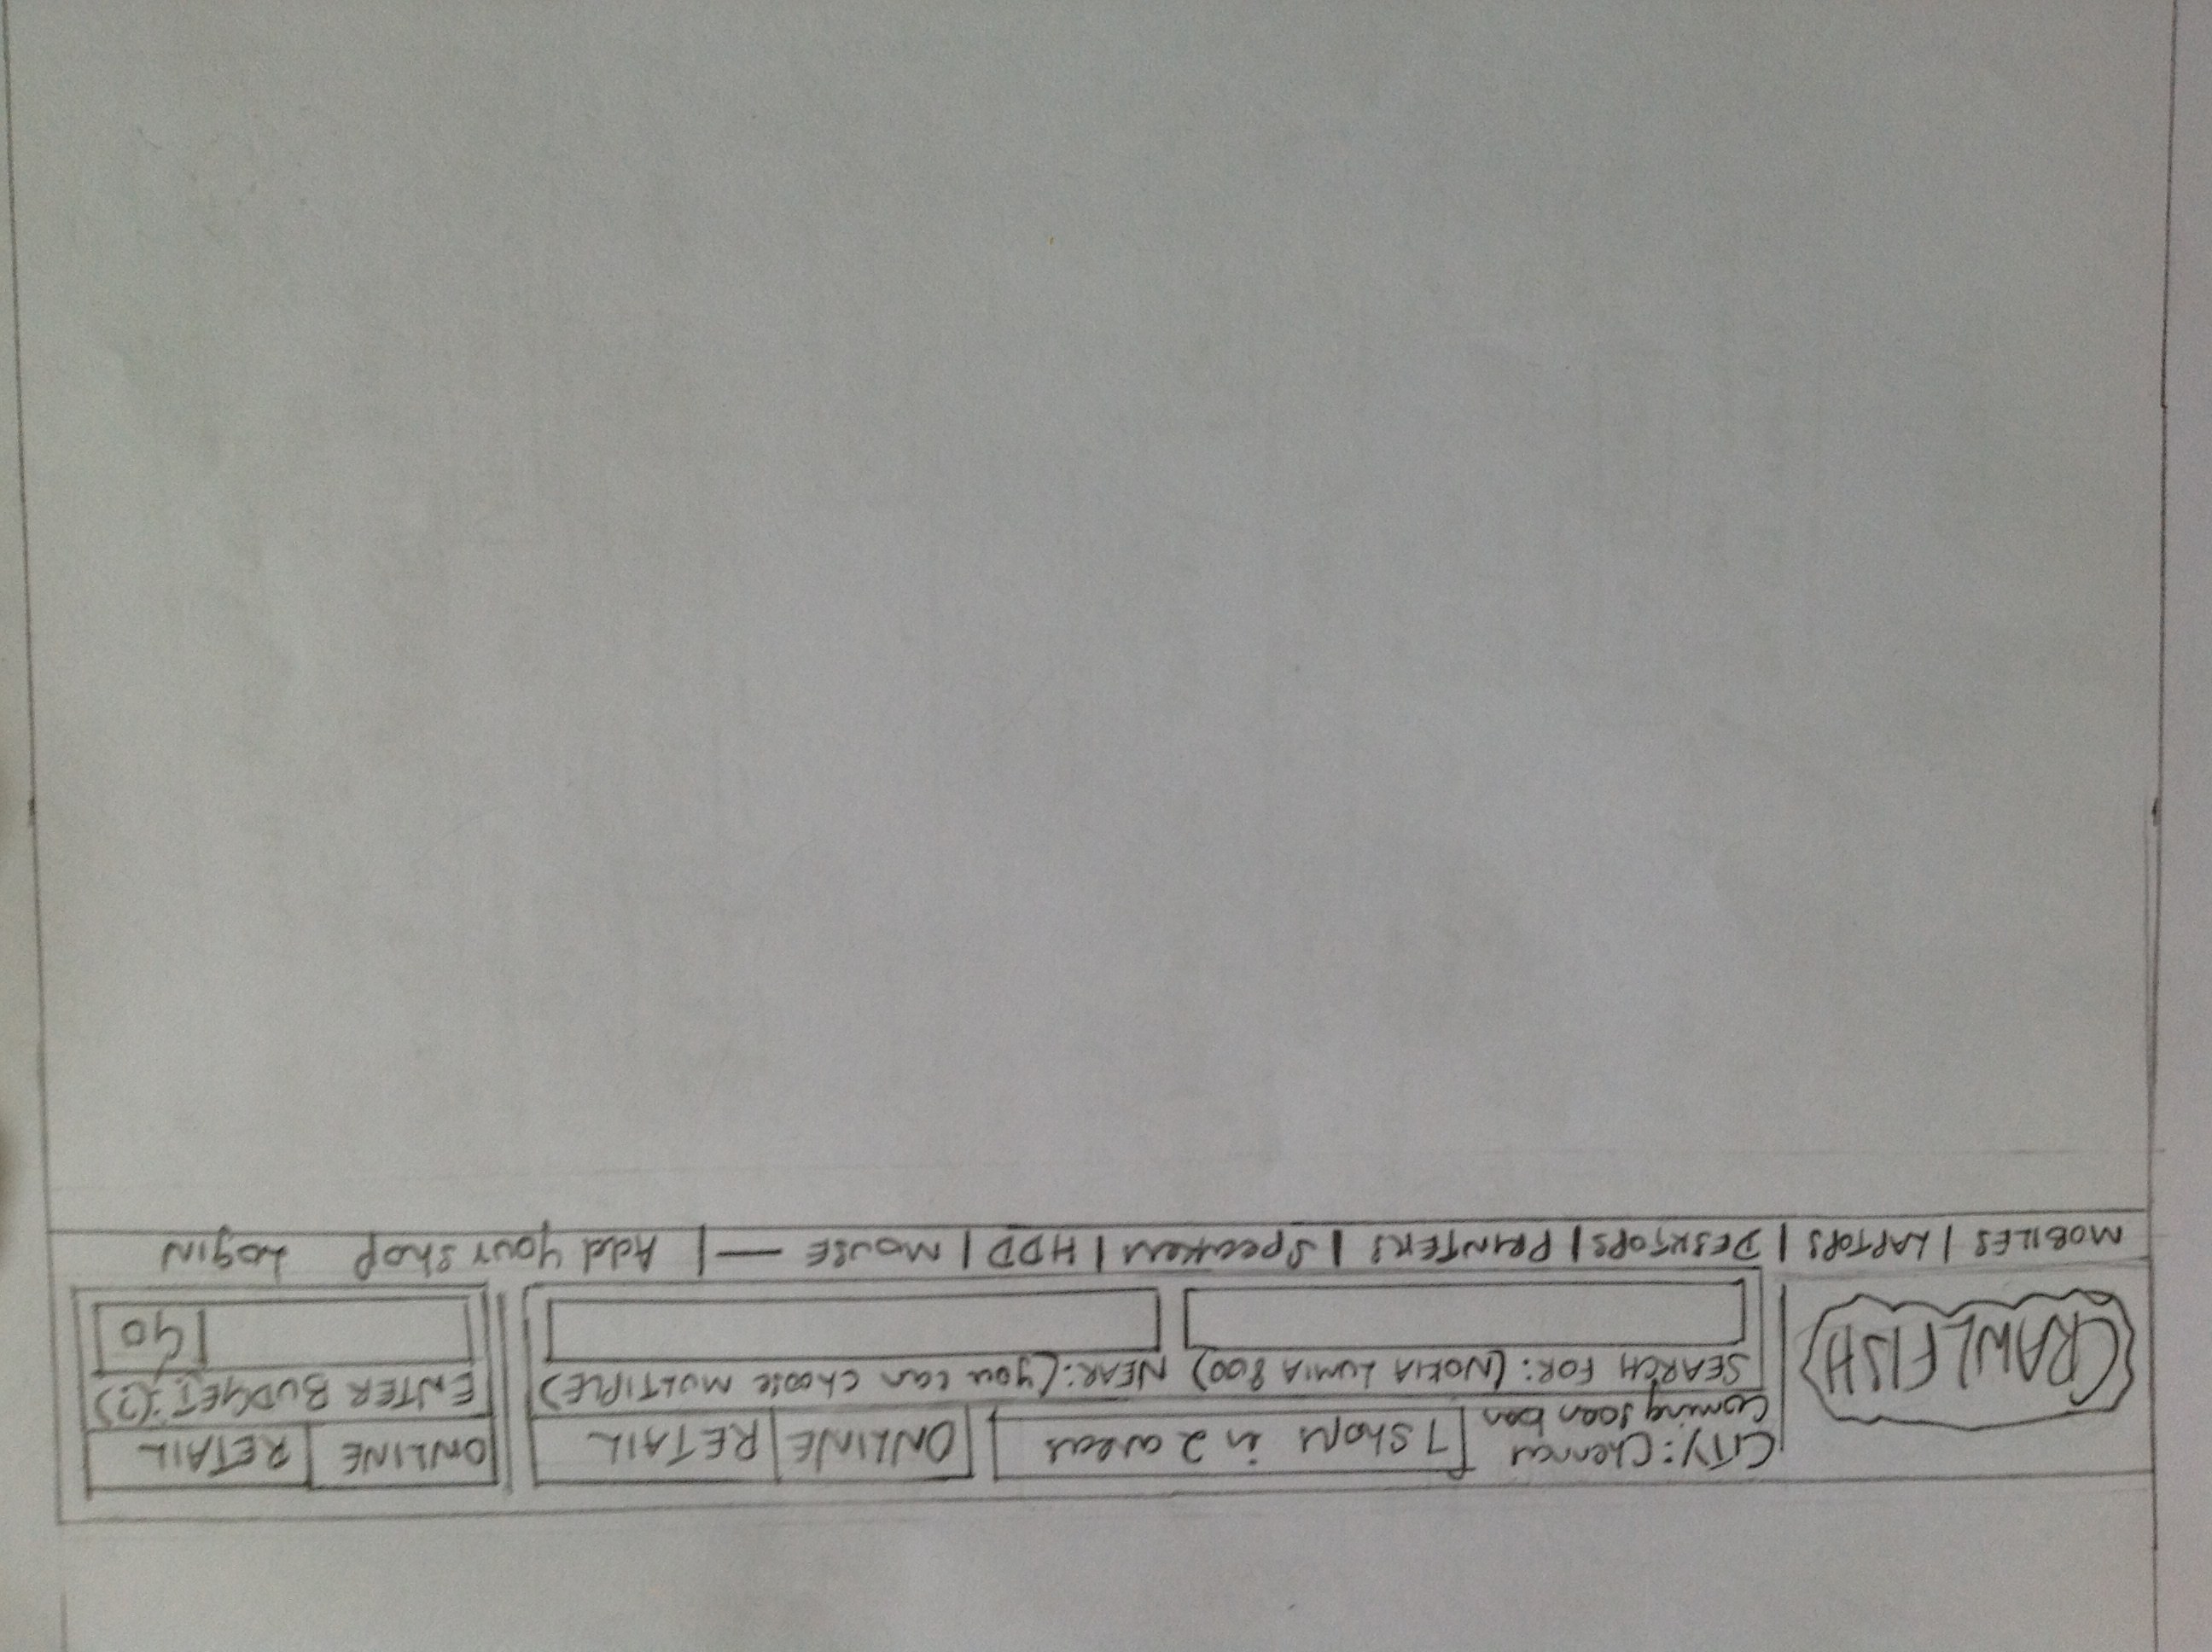 CRAWLFISH
CITY: Chennai
Coming soon ban
7 Shops in 2 areas
ONLINE | RETAIL
SEARCH FOR: (NOKIA LUMIA 800) NEAR: (you can choose MULTIPLE)
ONLINE | RETAIL
ENTER BUDGET: (?)
GO
MOBILES | LAPTOPS | DESKTOPS | PRINTERS | Speakers | HDD | MOUSE — | Add your shop LOGIN